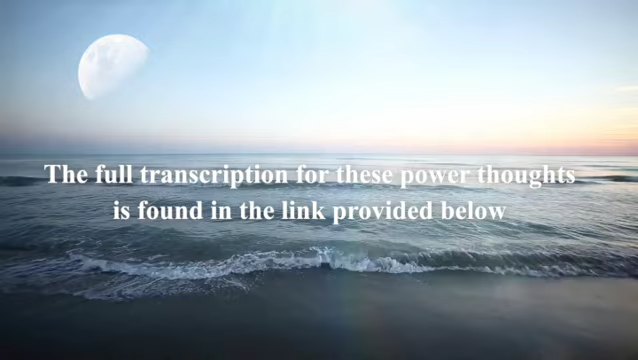 The full transcription for these power thoughts
is found in the link provided below